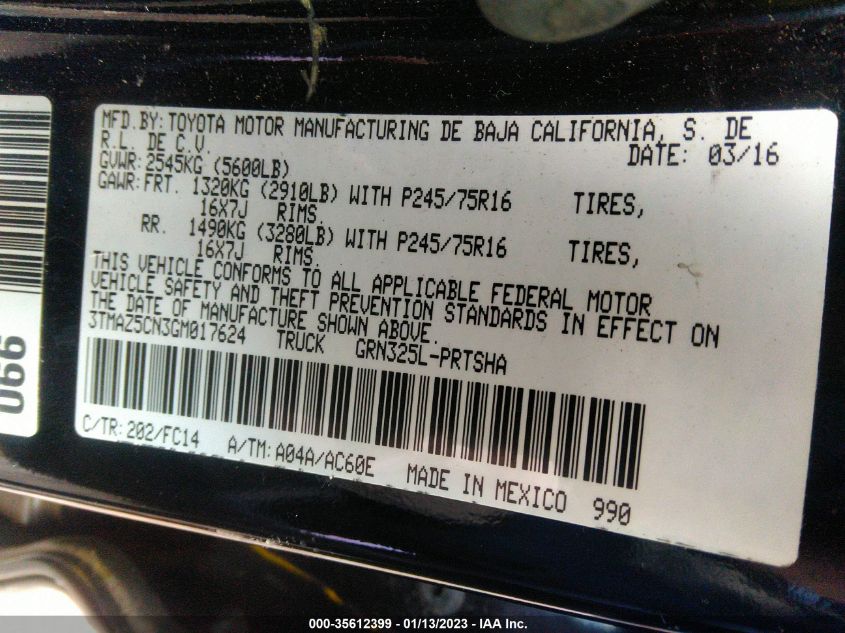 MFD.BY: TOYOTA MOTOR MANUFACTURING DE BAJA CALIFORNIA, S. DE
R.L. DE C.V. DATE: 03/16
GVWR: 2545KG (5600LB)
GAWR: FRT. 1320KG (2910LB) WITH P245/75R16 TIRES,
16X7J RIMS.
RR. 1490KG (3280LB) WITH P245/75R16 TIRES,
16X7J RIMS.
THIS VEHICLE CONFORMS TO ALL APPLICABLE FEDERAL MOTOR
VEHICLE SAFETY AND THEFT PREVENTION STANDARDS IN EFFECT ON
THE DATE OF MANUFACTURE SHOWN ABOVE.
3TMAZ5CN3GM017624 TRUCK GRN325L-PRTSHA
C/TR: 202/FC14 A/TM: A04A/AC60E MADE IN MEXICO 990
000-35612399 | 01/13/2023 | IAA Inc.